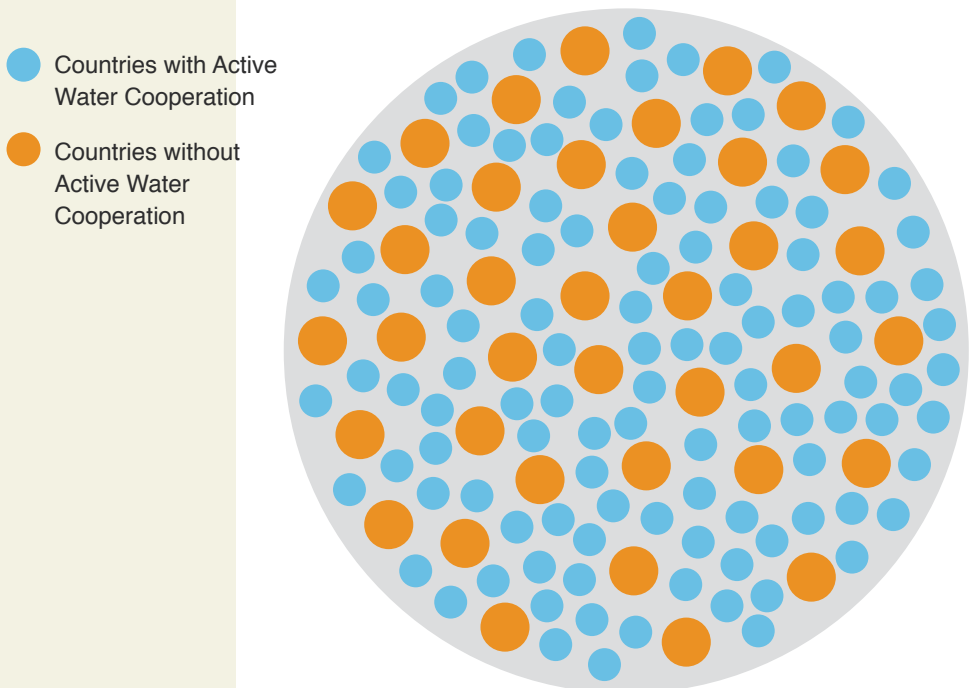 Countries with Active
Water Cooperation
Countries without
Active Water
Cooperation